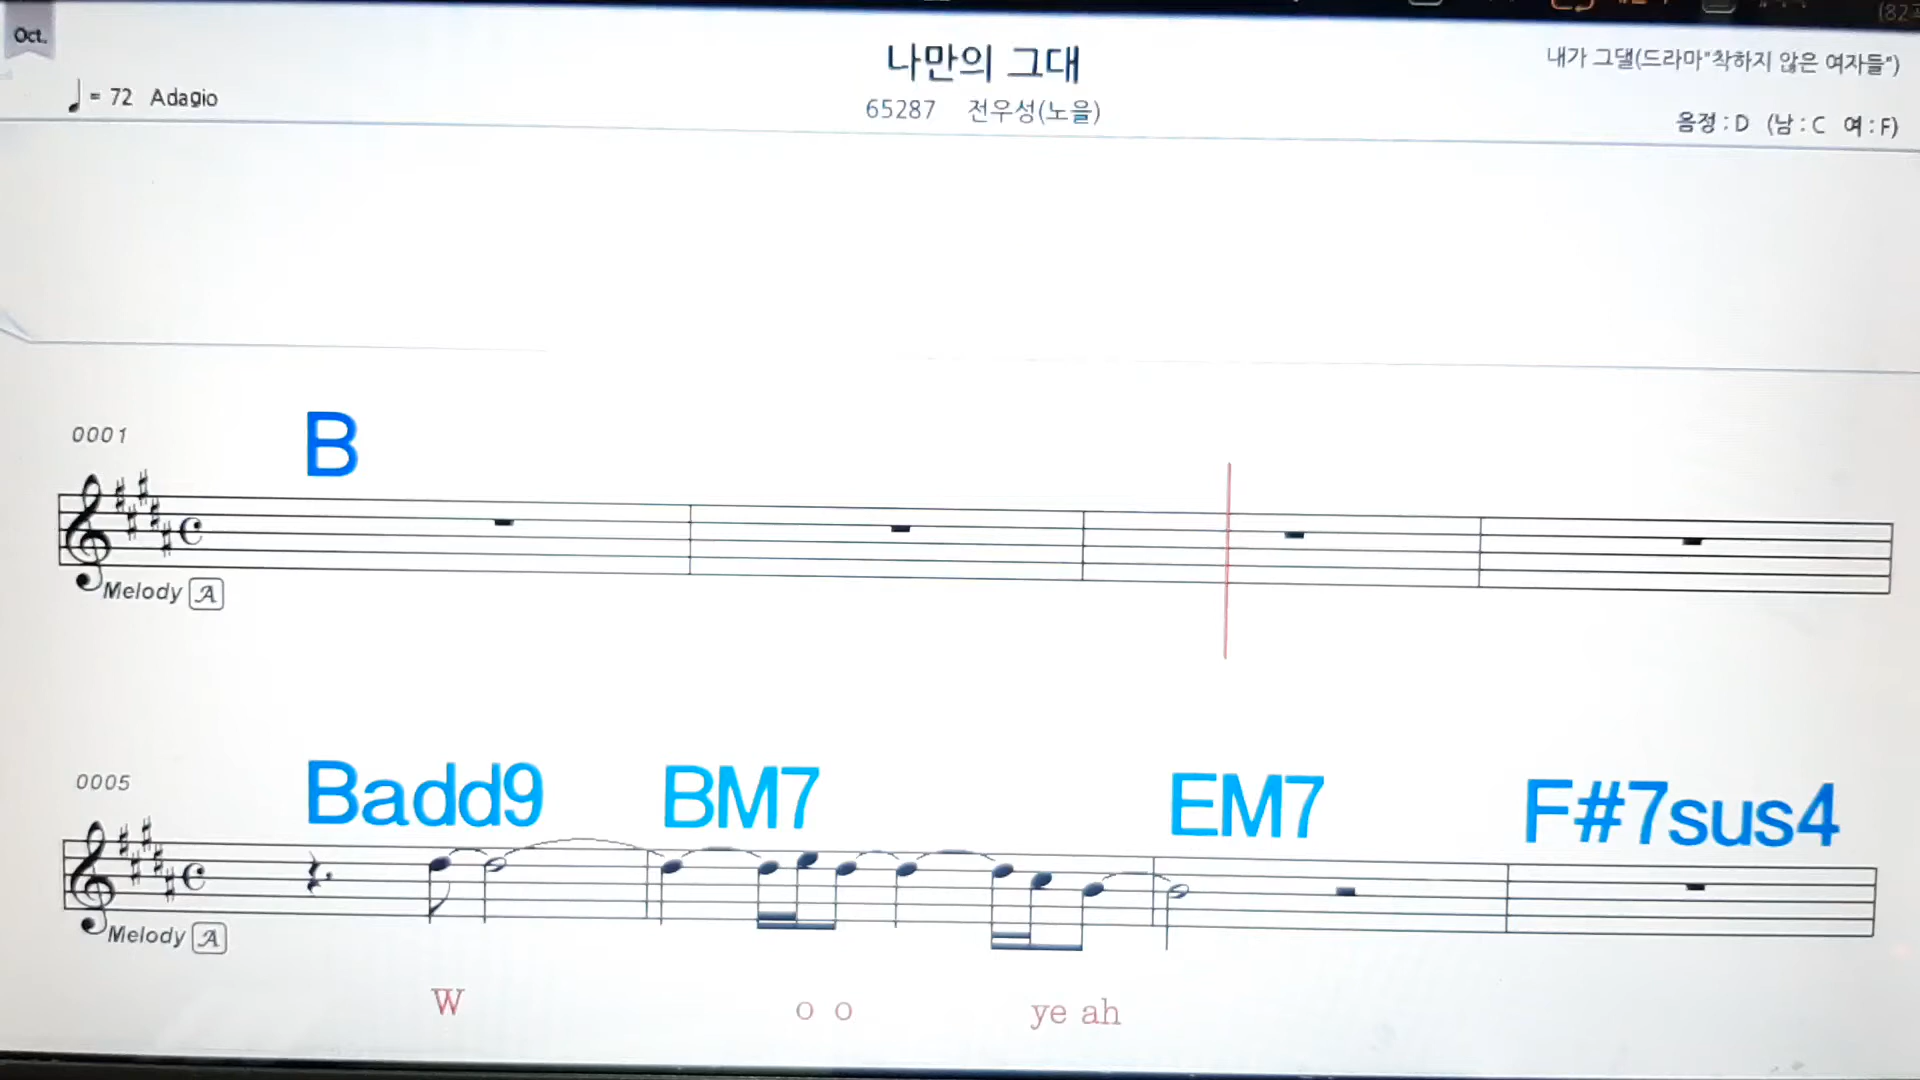 Oct.
나만의 그대
내가 그댈(드라마"착하지 않은 여자들")
= 72 Adagio
65287 전우성(노을)
음정 : D (남 : C 여 : F)
0001
B
Melody A
0005
Badd9 BM7 EM7 F#7sus4
Melody A
W o o ye ah